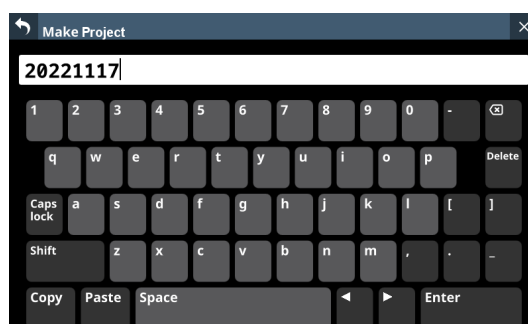 Make Project
20221117
1 2 3 4 5 6 7 8 9 0 -
q w e r t y u i o p Delete
Caps lock a s d f g h j k l [ ]
Shift z x c v b n m , . _
Copy Paste Space ◀ ▶ Enter